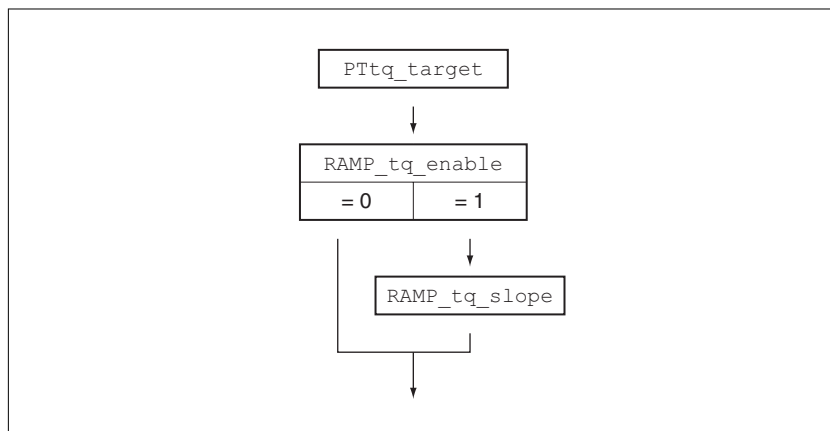 PTtq_target
RAMP_tq_enable
= 0 = 1
RAMP_tq_slope